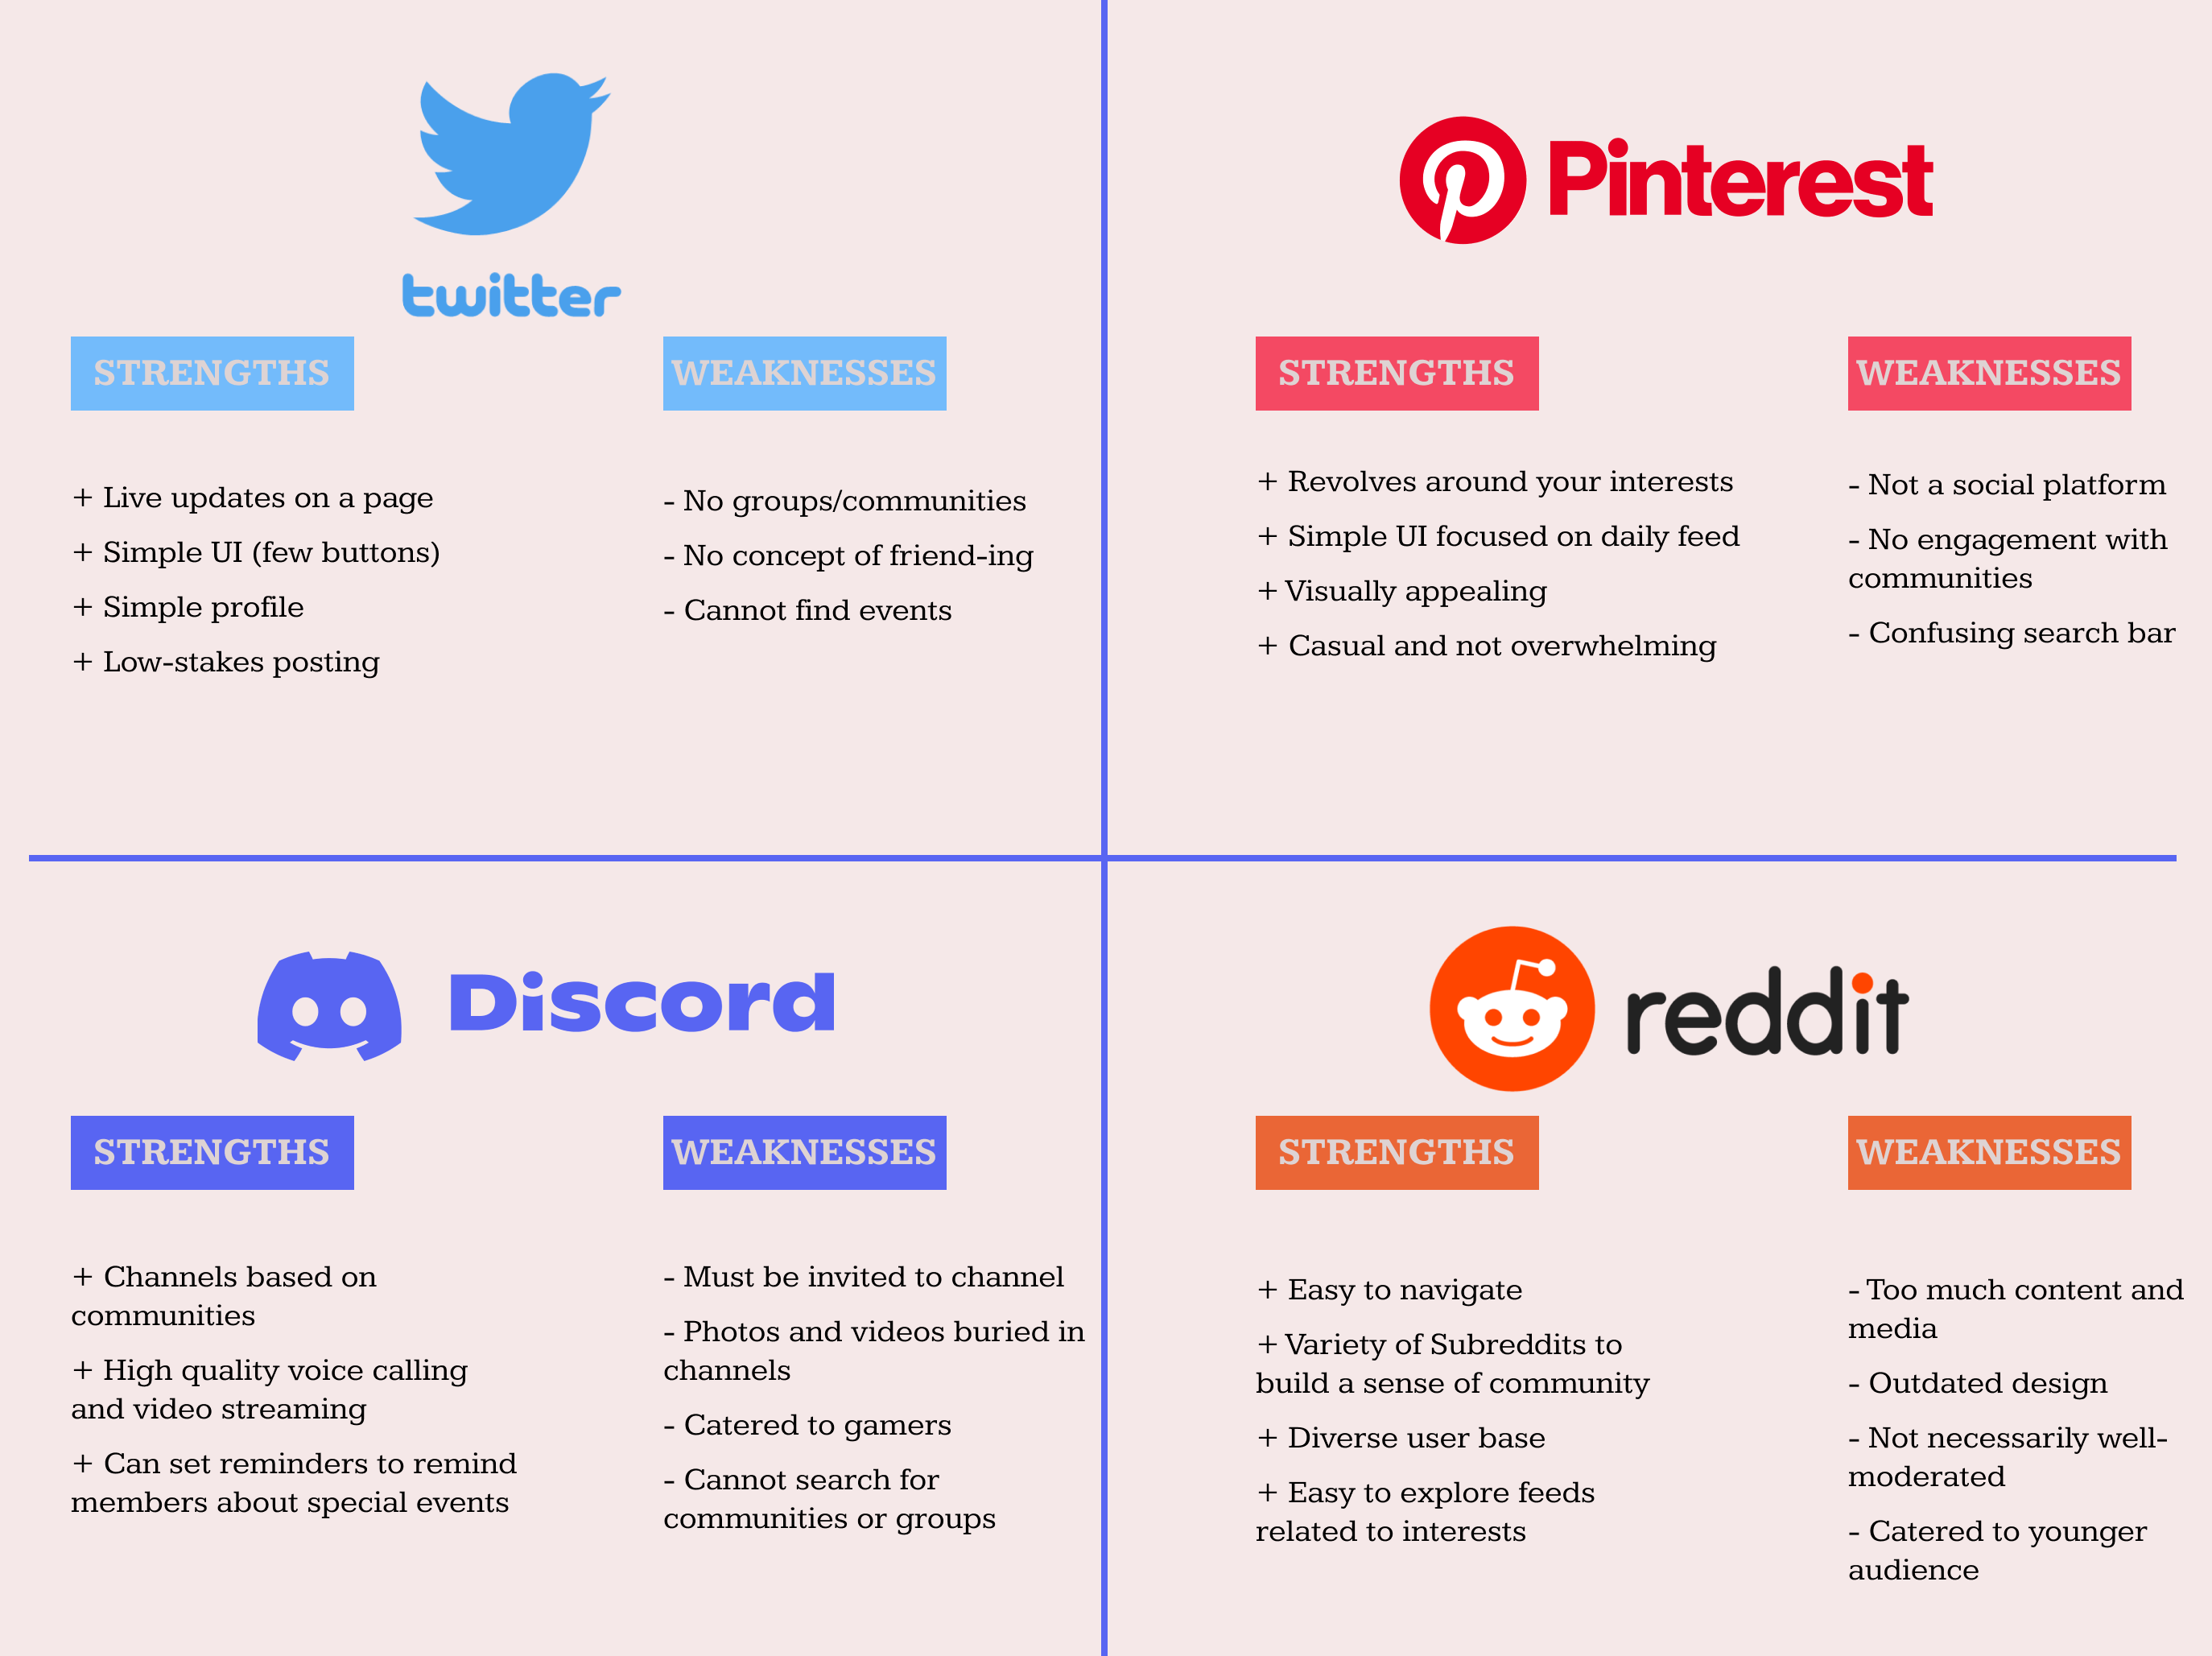 twitter
STRENGTHS
WEAKNESSES
+ Live updates on a page
+ Simple UI (few buttons)
+ Simple profile
+ Low-stakes posting
- No groups/communities
- No concept of friend-ing
- Cannot find events
Pinterest
STRENGTHS
WEAKNESSES
+ Revolves around your interests
+ Simple UI focused on daily feed
+ Visually appealing
+ Casual and not overwhelming
- Not a social platform
- No engagement with
communities
- Confusing search bar
Discord
STRENGTHS
WEAKNESSES
+ Channels based on
communities
+ High quality voice calling
and video streaming
+ Can set reminders to remind
members about special events
- Must be invited to channel
- Photos and videos buried in
channels
- Catered to gamers
- Cannot search for
communities or groups
reddit
STRENGTHS
WEAKNESSES
+ Easy to navigate
+ Variety of Subreddits to
build a sense of community
+ Diverse user base
+ Easy to explore feeds
related to interests
- Too much content and
media
- Outdated design
- Not necessarily well-
moderated
- Catered to younger
audience